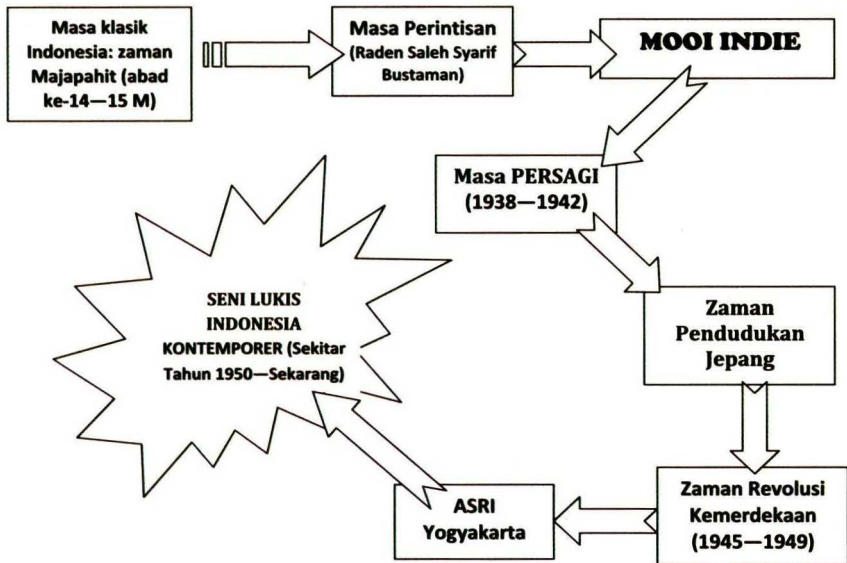 Masa klasik
Indonesia: zaman
Majapahit (abad
ke-14—15 M)
Masa Perintisan
(Raden Saleh Syarif
Bustaman)
MOOI INDIE
Masa PERSAGI
(1938—1942)
Zaman
Pendudukan
Jepang
Zaman Revolusi
Kemerdekaan
(1945—1949)
ASRI
Yogyakarta
SENI LUKIS
INDONESIA
KONTEMPORER (Sekitar
Tahun 1950—Sekarang)